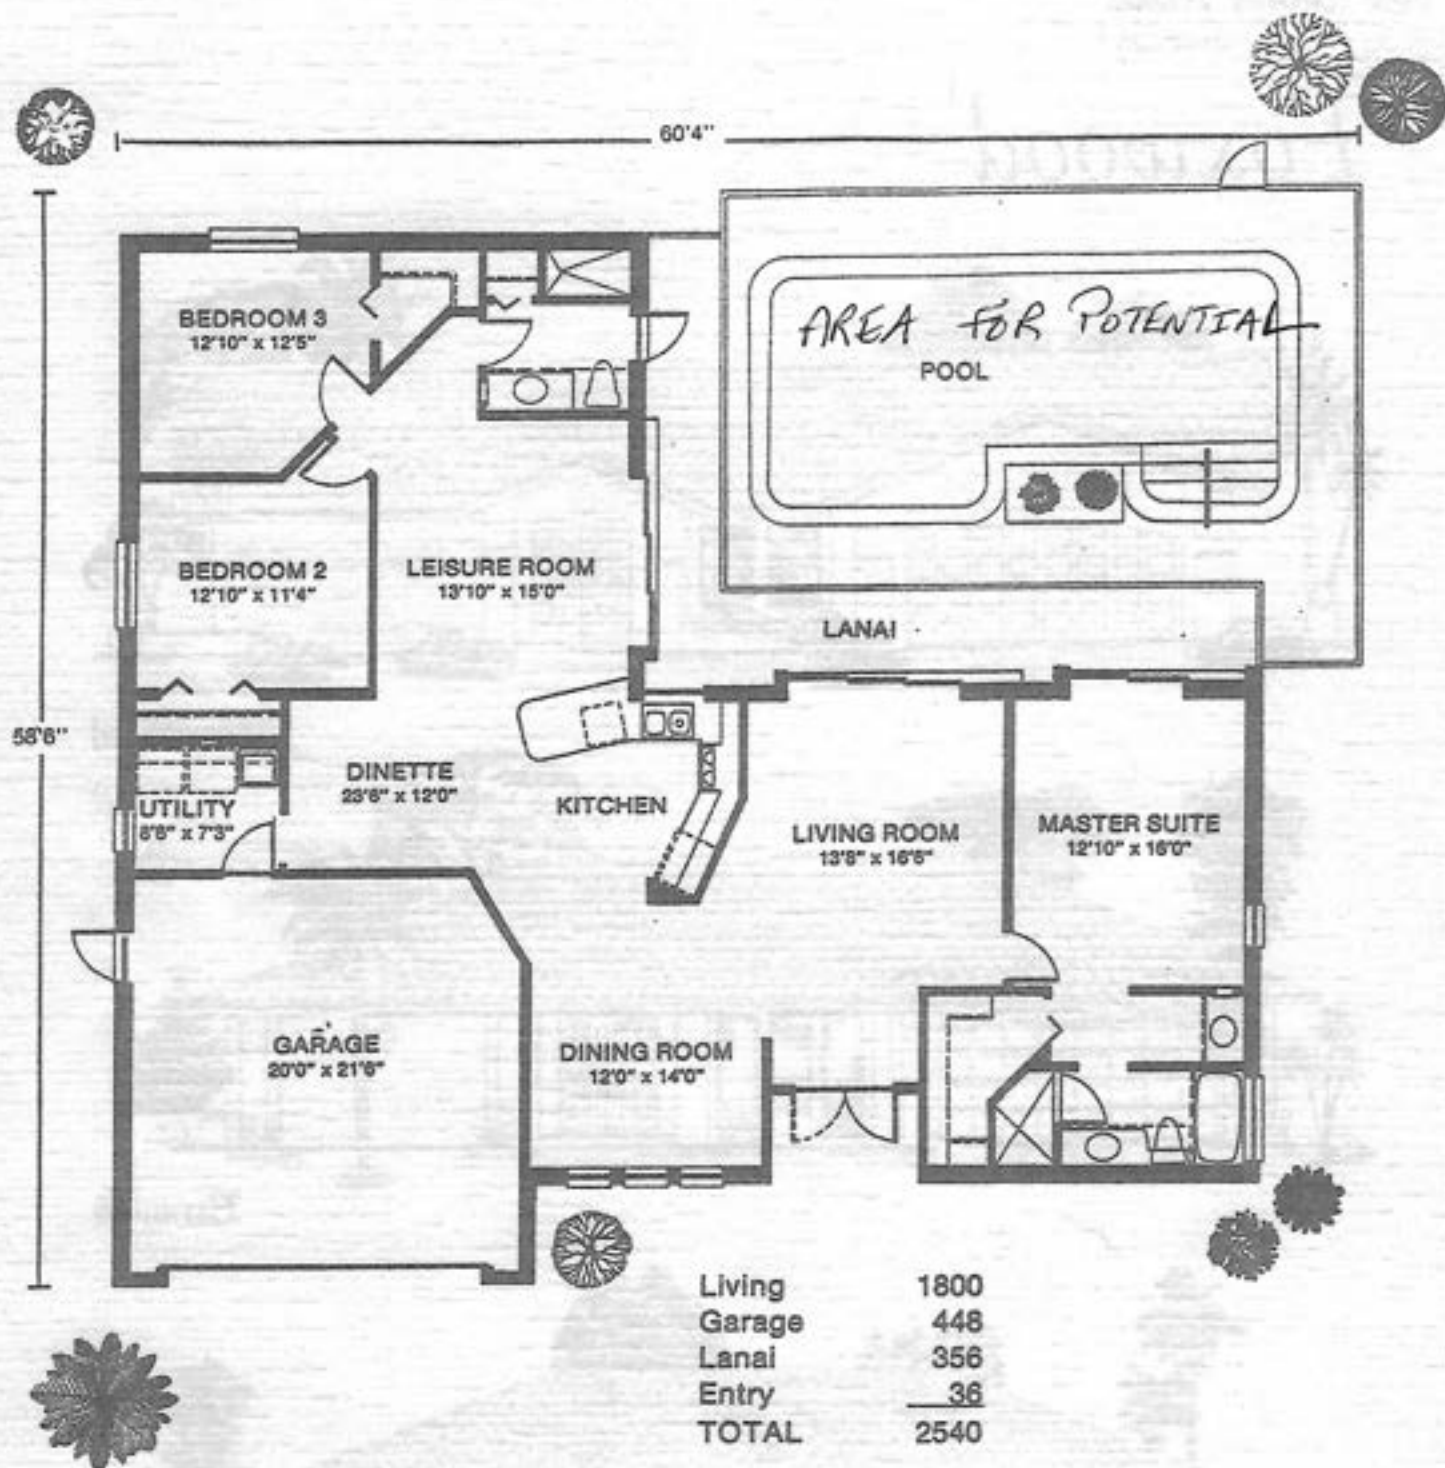 60'4"
BEDROOM 3
12'10" x 12'5"
AREA FOR POTENTIAL
POOL
BEDROOM 2
12'10" x 11'4"
LEISURE ROOM
13'10" x 15'0"
LANAI
58'6"
DINETTE
23'6" x 12'0"
KITCHEN
UTILITY
8'6" x 7'3"
LIVING ROOM
13'8" x 16'6"
MASTER SUITE
12'10" x 16'0"
GARAGE
20'0" x 21'6"
DINING ROOM
12'0" x 14'0"
Living 1800
Garage 448
Lanai 356
Entry 36
TOTAL 2540